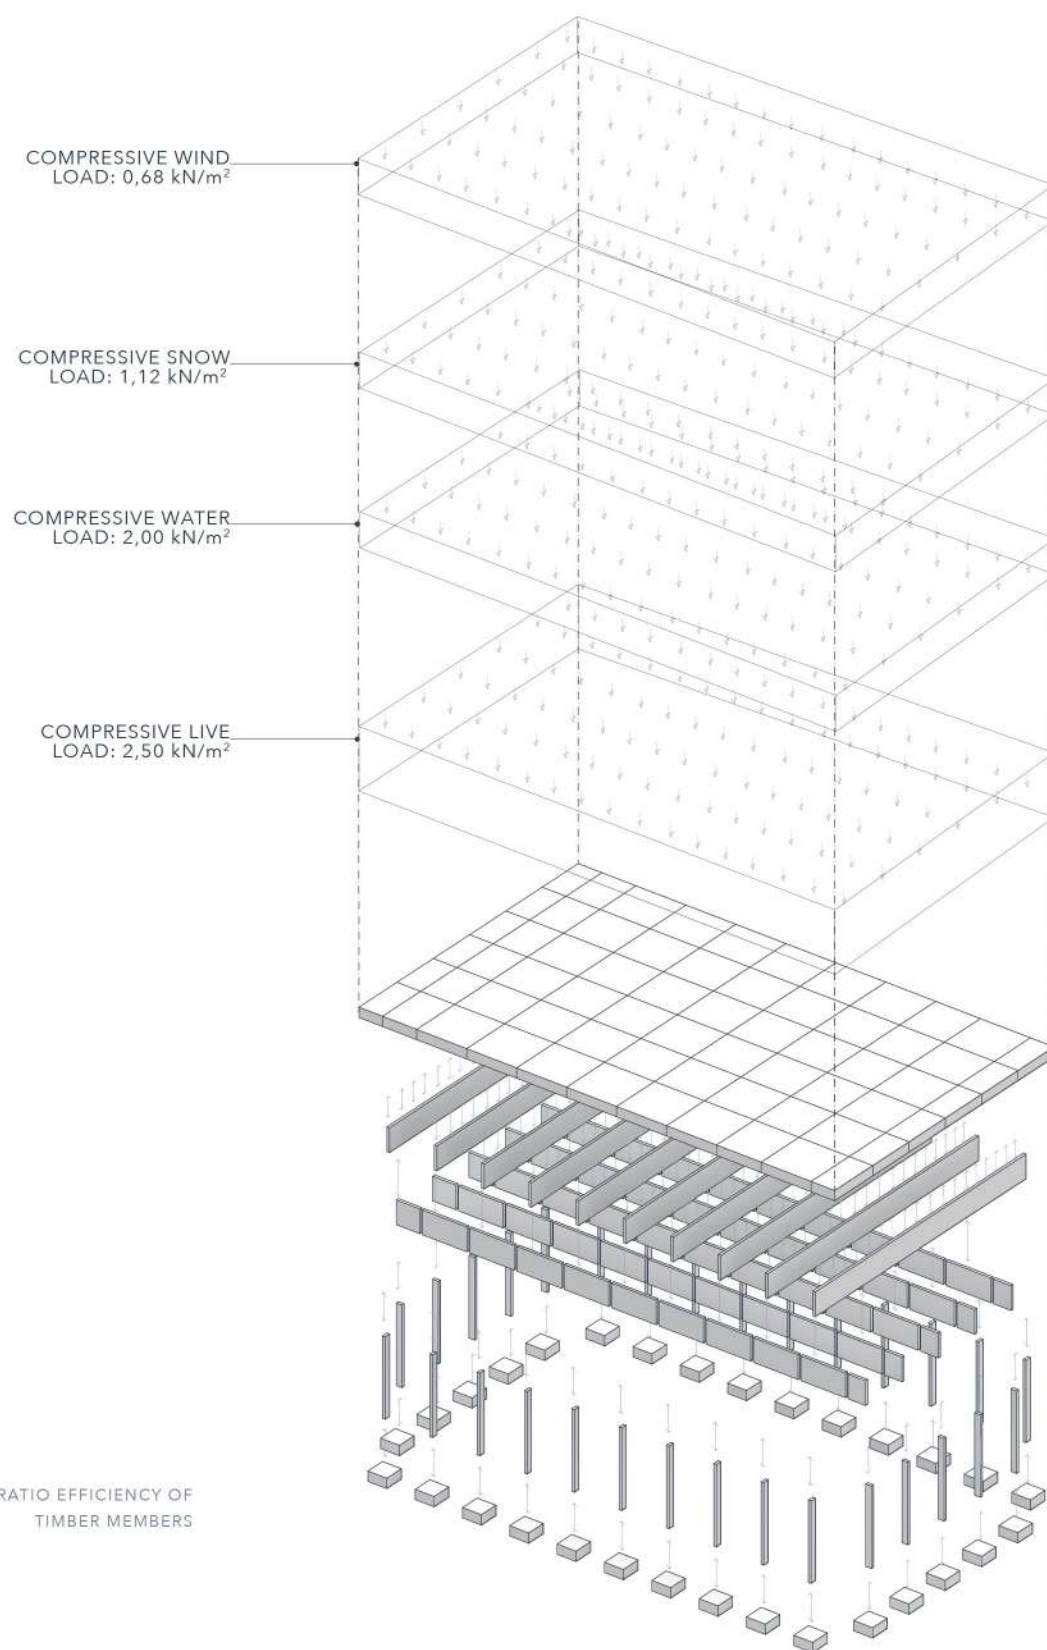 COMPRESSIVE WIND
LOAD: 0,68 kN/m²
COMPRESSIVE SNOW
LOAD: 1,12 kN/m²
COMPRESSIVE WATER
LOAD: 2,00 kN/m²
COMPRESSIVE LIVE
LOAD: 2,50 kN/m²
RATIO EFFICIENCY OF
TIMBER MEMBERS